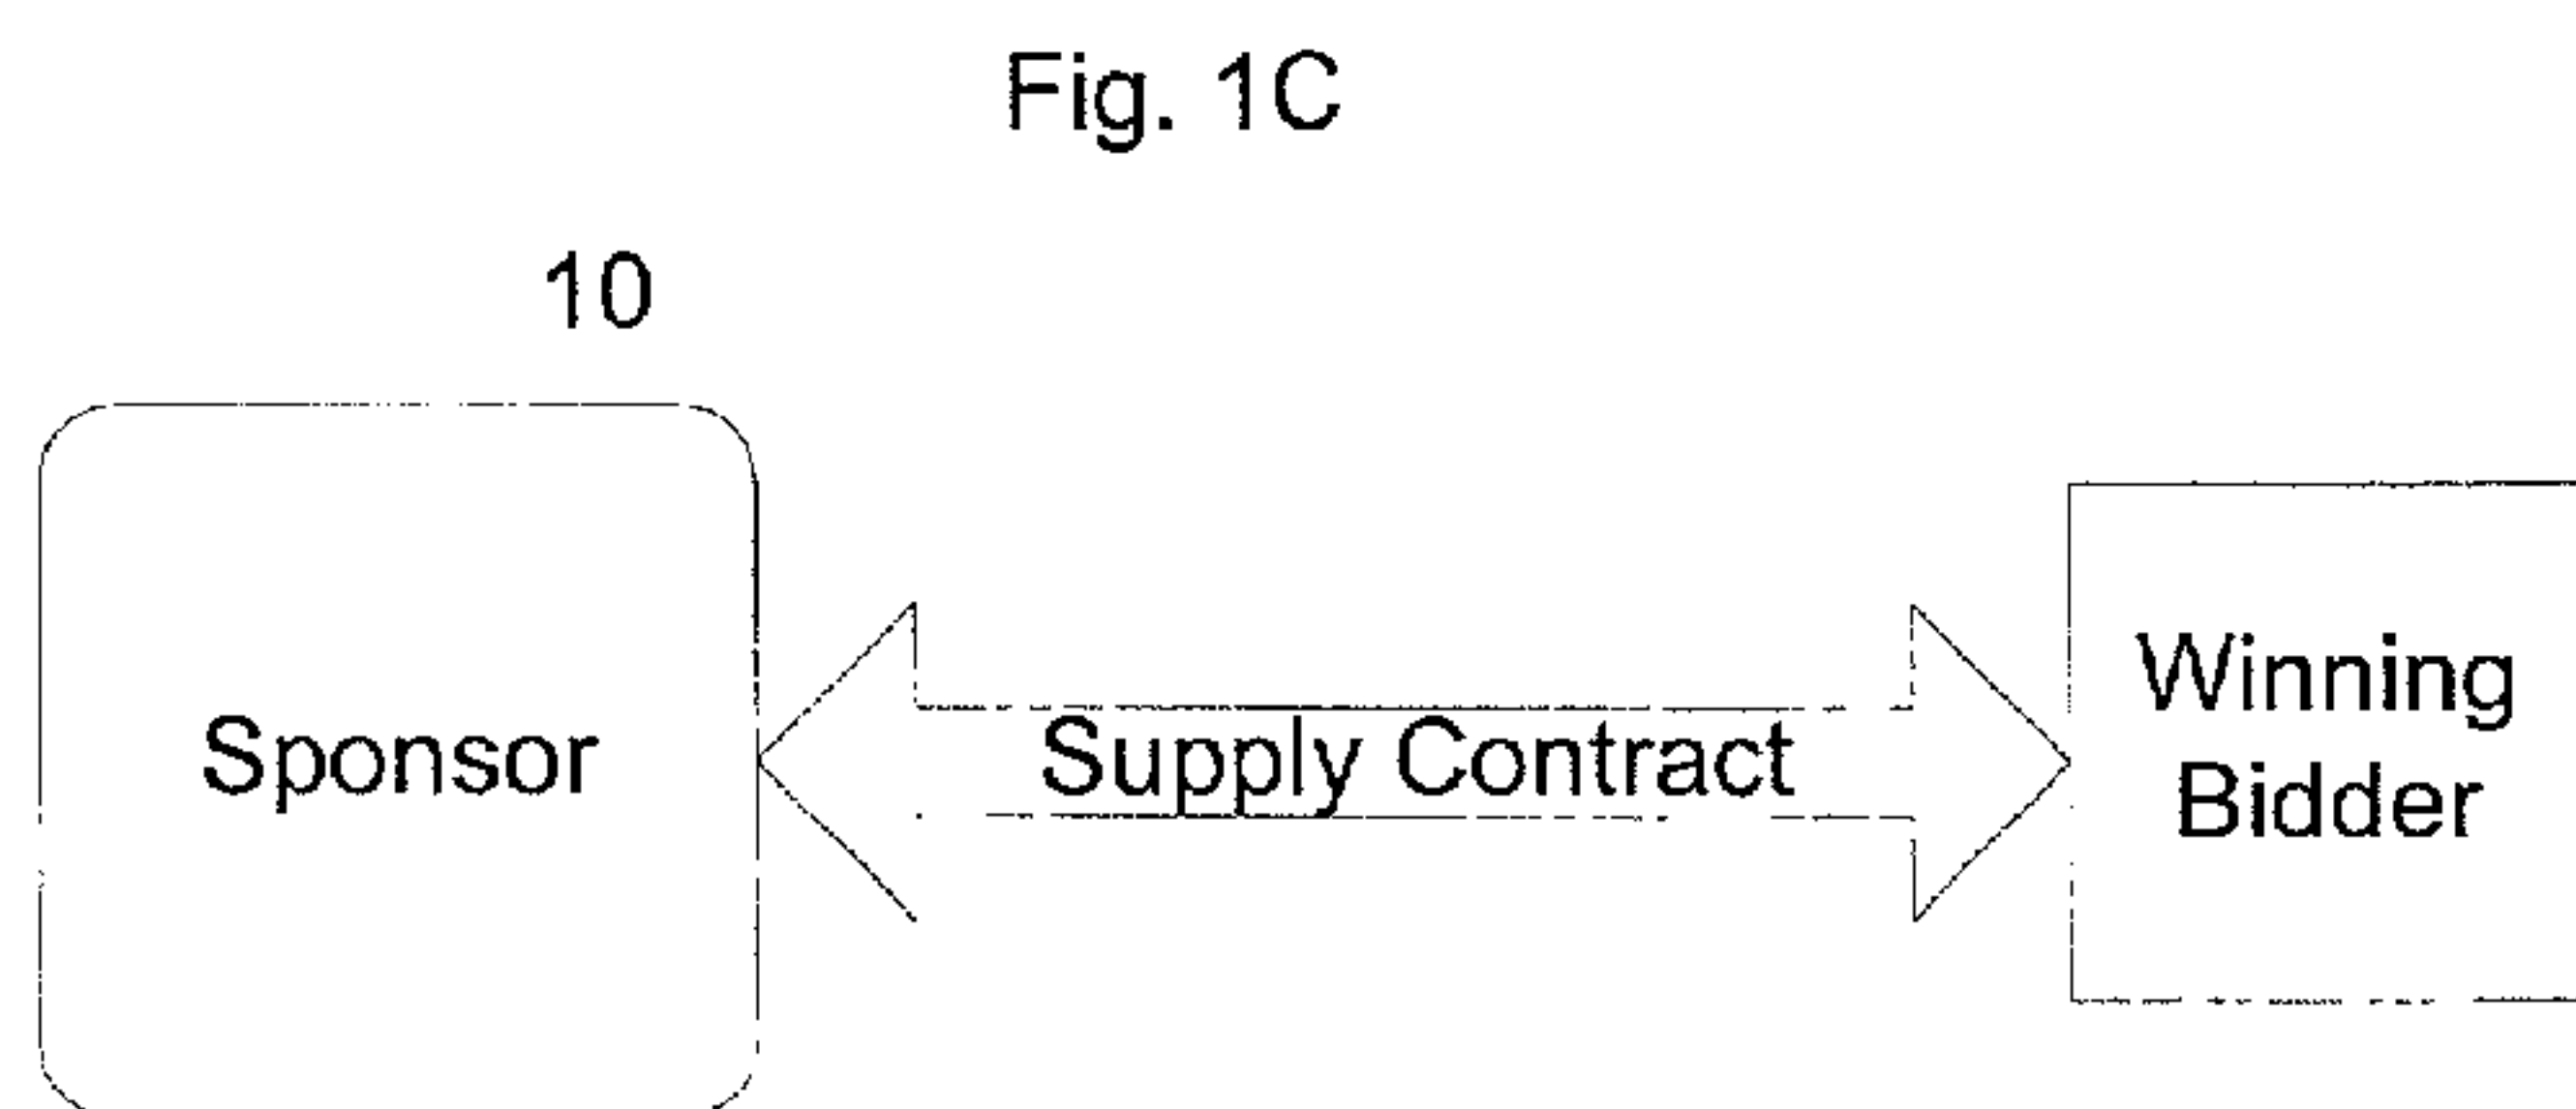 Fig. 1C
10
Sponsor
Supply Contract
Winning
Bidder